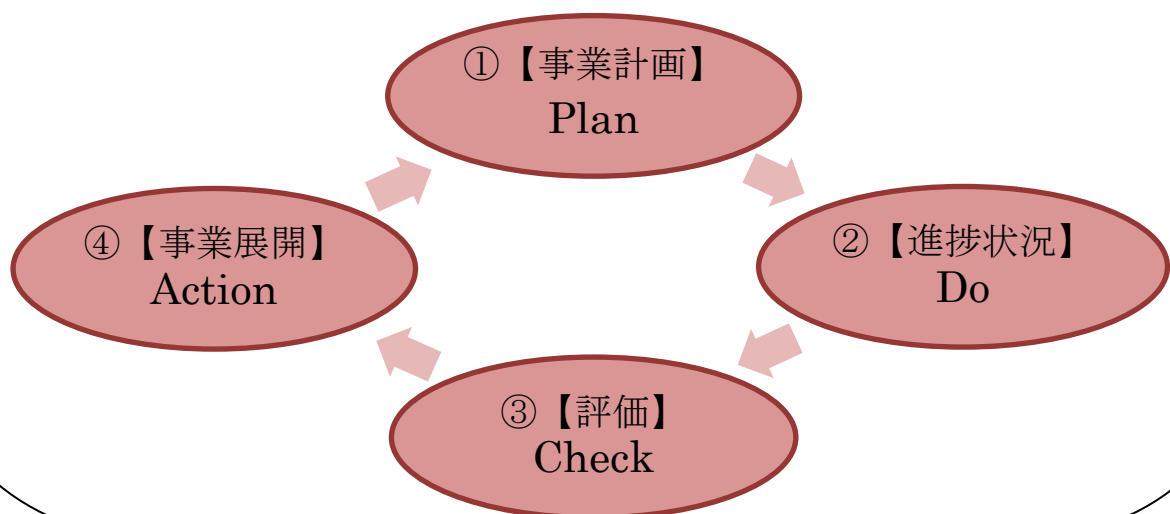 ①【事業計画】
Plan
②【進捗状況】
Do
③【評価】
Check
④【事業展開】
Action